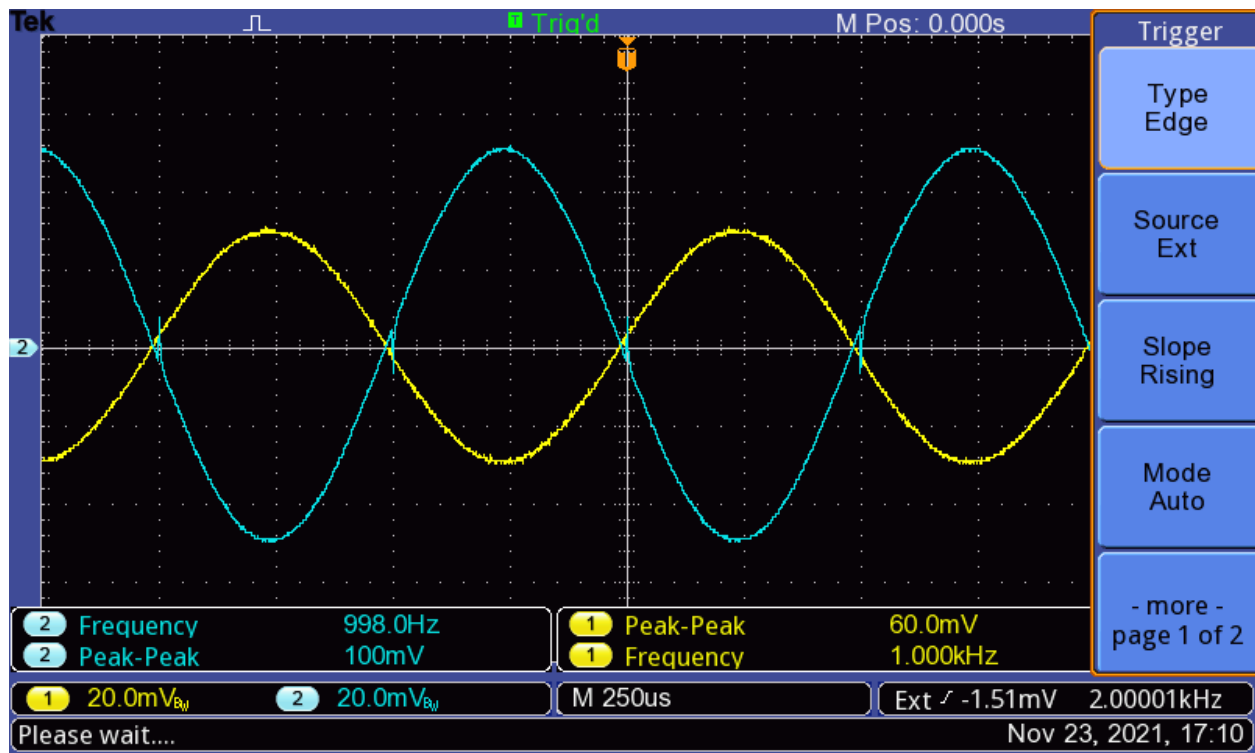 Tek T Trig'd M Pos: 0.000s
Trigger
T
Type
Edge
Source
Ext
2
Slope
Rising
Mode
Auto
- more -
page 1 of 2
2 Frequency 998.0Hz
2 Peak-Peak 100mV
1 Peak-Peak 60.0mV
1 Frequency 1.000kHz
1 20.0mVBW 2 20.0mVBW M 250us Ext -1.51mV 2.00001kHz
Please wait.... Nov 23, 2021, 17:10